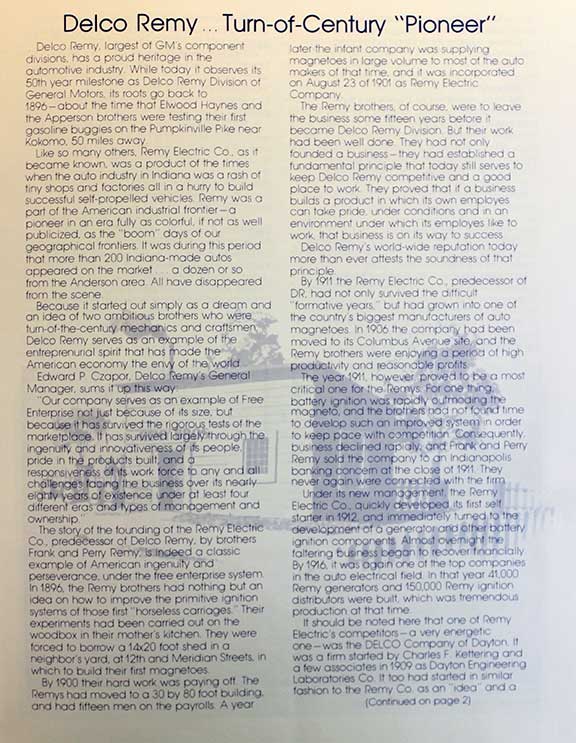 Delco Remy ... Turn-of-Century "Pioneer"
Delco Remy, largest of GM's component
divisions, has a proud heritage in the
automotive industry. While today it observes its
50th year milestone as Delco Remy Division of
General Motors, its roots go back to
1896—about the time that Elwood Haynes and
the Apperson brothers were testing their first
gasoline buggies on the Pumpkinville Pike near
Kokomo, 50 miles away.
Like so many others, Remy Electric Co., as it
became known, was a product of the times
when the auto industry in Indiana was a rash of
tiny shops and factories all in a hurry to build
successful self-propelled vehicles. Remy was a
part of the American industrial frontier—a
pioneer in an era fully as colorful, if not as well
publicized, as the "boom" days of our
geographical frontiers. It was during this period
that more than 200 Indiana-made autos
appeared on the market . . . a dozen or so
from the Anderson area. All have disappeared
from the scene.
Because it started out simply as a dream and
an idea of two ambitious brothers who were
turn-of-the-century mechanics and craftsmen,
Delco Remy serves as an example of the
entreprenurial spirit that has made the
American economy the envy of the world.
Edward P. Czapor, Delco Remy's General
Manager, sums it up this way:
"Our company serves as an example of Free
Enterprise not just because of its size, but
because it has survived the rigorous tests of the
marketplace. It has survived largely through the
ingenuity and innovativeness of its people,
pride in the products built, and a
responsiveness of its work force to any and all
challenges facing the business over its nearly
eighty years of existence under at least four
different eras and types of management and
ownership."
The story of the founding of the Remy Electric
Co., predecessor of Delco Remy, by brothers
Frank and Perry Remy, is indeed a classic
example of American ingenuity and
perseverance, under the free enterprise system.
In 1896, the Remy brothers had nothing but an
idea on how to improve the primitive ignition
systems of those first "horseless carriages." Their
experiments had been carried out on the
woodbox in their mother's kitchen. They were
forced to borrow a 14x20 foot shed in a
neighbor's yard, at 12th and Meridian Streets, in
which to build their first magnetoes.
By 1900 their hard work was paying off. The
Remys had moved to a 30 by 80 foot building,
and had fifteen men on the payrolls. A year
later the infant company was supplying
magnetoes in large volume to most of the auto
makers of that time, and it was incorporated
on August 23 of 1901 as Remy Electric
Company.
The Remy brothers, of course, were to leave
the business some fifteen years before it
became Delco Remy Division. But their work
had been well done. They had not only
founded a business—they had established a
fundamental principle that today still serves to
keep Delco Remy competitive and a good
place to work. They proved that if a business
builds a product in which its own employes
can take pride, under conditions and in an
environment under which its employes like to
work, that business is on its way to success.
Delco Remy's world-wide reputation today
more than ever attests the soundness of that
principle.
By 1911 the Remy Electric Co., predecessor of
DR, had not only survived the difficult
"formative years," but had grown into one of
the country's biggest manufacturers of auto
magnetoes. In 1906 the company had been
moved to its Columbus Avenue site, and the
Remy brothers were enjoying a period of high
productivity and reasonable profits.
The year 1911, however, proved to be a most
critical one for the Remys. For one thing,
battery ignition was rapidly outmoding the
magneto, and the brothers had not found time
to develop such an improved system in order
to keep pace with competition. Consequently,
business declined rapidly, and Frank and Perry
Remy sold the company to an Indianapolis
banking concern at the close of 1911. They
never again were connected with the firm.
Under its new management, the Remy
Electric Co., quickly developed its first self
starter in 1912, and immediately turned to the
development of a generator and other battery
ignition components. Almost overnight the
faltering business began to recover financially.
By 1916, it was again one of the top companies
in the auto electrical field. In that year 41,000
Remy generators and 150,000 Remy ignition
distributors were built, which was tremendous
production at that time.
It should be noted here that one of Remy
Electric's competitors—a very energetic
one—was the DELCO Company of Dayton. It
was a firm started by Charles F. Kettering and
a few associates in 1909 as Dayton Engineering
Laboratories Co. It too had started in similar
fashion to the Remy Co. as an "idea" and a
(Continued on page 2)